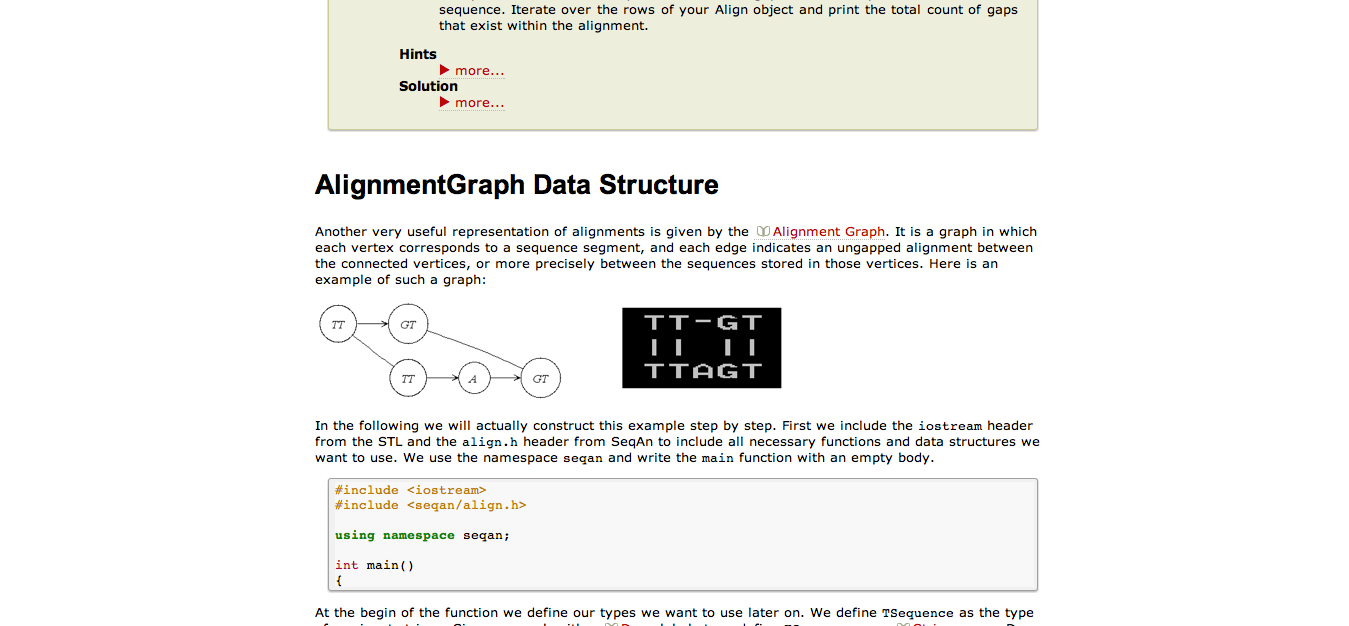 sequence. Iterate over the rows of your Align object and print the total count of gaps
that exist within the alignment.
Hints
more...
Solution
more...
AlignmentGraph Data Structure
Another very useful representation of alignments is given by the Alignment Graph. It is a graph in which
each vertex corresponds to a sequence segment, and each edge indicates an ungapped alignment between
the connected vertices, or more precisely between the sequences stored in those vertices. Here is an
example of such a graph:
TT GT
TT A GT
TT-GT
|| ||
TTAGT
In the following we will actually construct this example step by step. First we include the iostream header
from the STL and the align.h header from SeqAn to include all necessary functions and data structures we
want to use. We use the namespace seqan and write the main function with an empty body.
#include <iostream>
#include <seqan/align.h>
using namespace seqan;
int main()
{
At the begin of the function we define our types we want to use later on. We define TSequence as the type